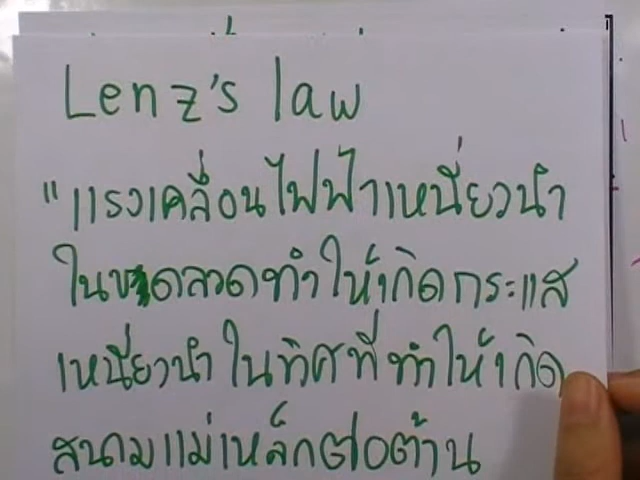 Lenz's law
"แรงเคลื่อนไฟฟ้าเหนี่ยวนำ
ในขดลวดทำให้เกิดกระแส
เหนี่ยวนำในทิศที่ทำให้เกิด
สนามแม่เหล็กต่อต้าน